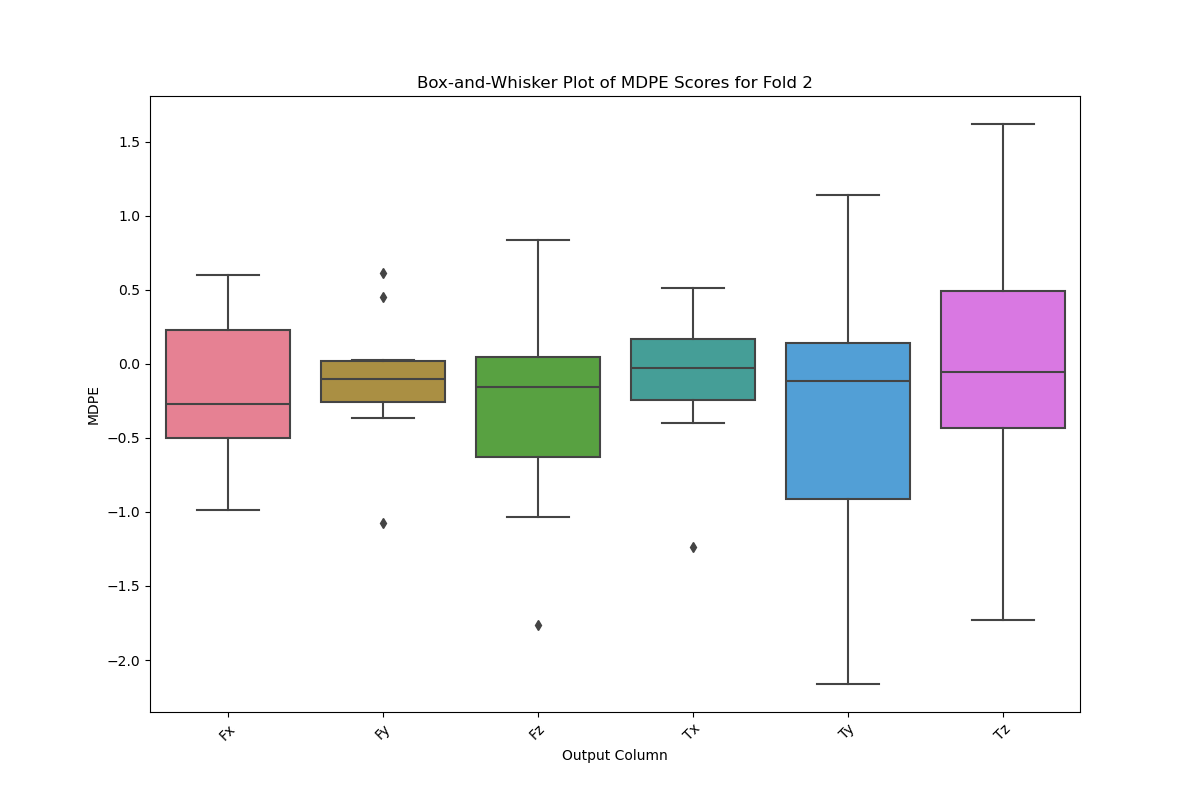 Box-and-Whisker Plot of MDPE Scores for Fold 2
MDPE
1.5
1.0
0.5
0.0
−0.5
−1.0
−1.5
−2.0
Fx
Fy
Fz
Tx
Ty
Tz
Output Column